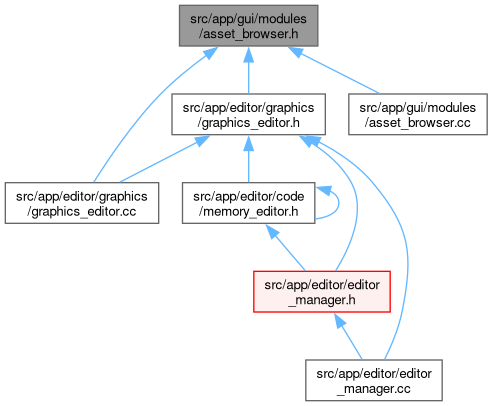 src/app/gui/modules
/asset_browser.h
src/app/editor/graphics
/graphics_editor.h
src/app/gui/modules
/asset_browser.cc
src/app/editor/graphics
/graphics_editor.cc
src/app/editor/code
/memory_editor.h
src/app/editor/editor
_manager.h
src/app/editor/editor
_manager.cc